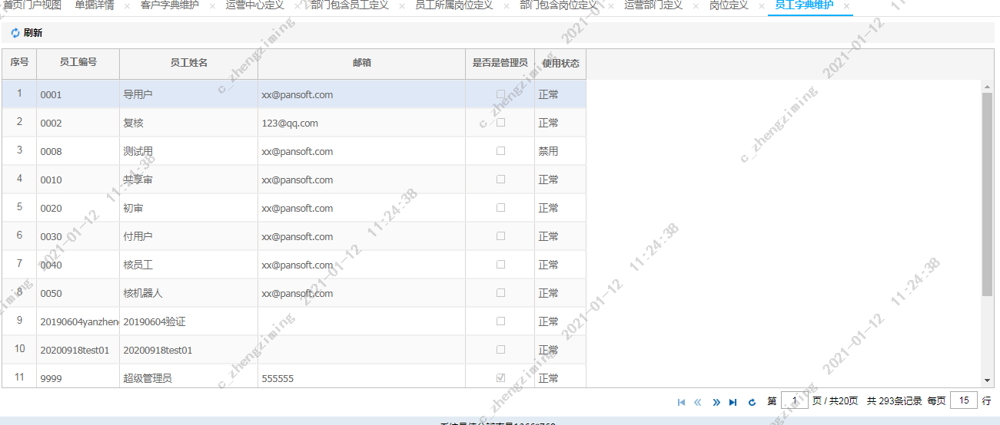 首页门户视图 单据详情 × 客户字典维护 × 运营中心定义 × 部门包含员工定义 × 员工所属岗位定义 × 部门包含岗位定义 × 运营部门定义 × 岗位定义 × 员工字典维护 ×
刷新
序号 员工编号 员工姓名 邮箱 是否是管理员 使用状态
1 0001 导用户 xx@pansoft.com 正常
2 0002 复核 123@qq.com 正常
3 0008 测试用 xx@pansoft.com 禁用
4 0010 共享审 xx@pansoft.com 正常
5 0020 初审 xx@pansoft.com 正常
6 0030 付用户 xx@pansoft.com 正常
7 0040 核员工 xx@pansoft.com 正常
8 0050 核机器人 xx@pansoft.com 正常
9 20190604yanzheng 20190604验证 正常
10 20200918test01 20200918test01 正常
11 9999 超级管理员 555555 正常
第 1 页 / 共20页 共 293条记录 每页 15 行
c_zhengziming 2021-01-12 11:24:38